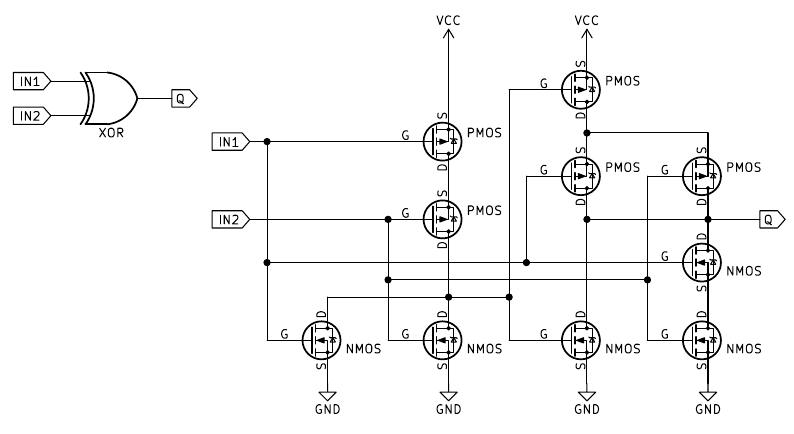 VCC VCC
S
G PMOS
IN1
Q
D
IN2
S
XOR
IN1 G PMOS
S S
D
G PMOS G PMOS
S
D D
IN2 G PMOS Q
D
D
G NMOS
S
D D D D
G NMOS G NMOS G NMOS G NMOS
S S S S
GND GND GND GND